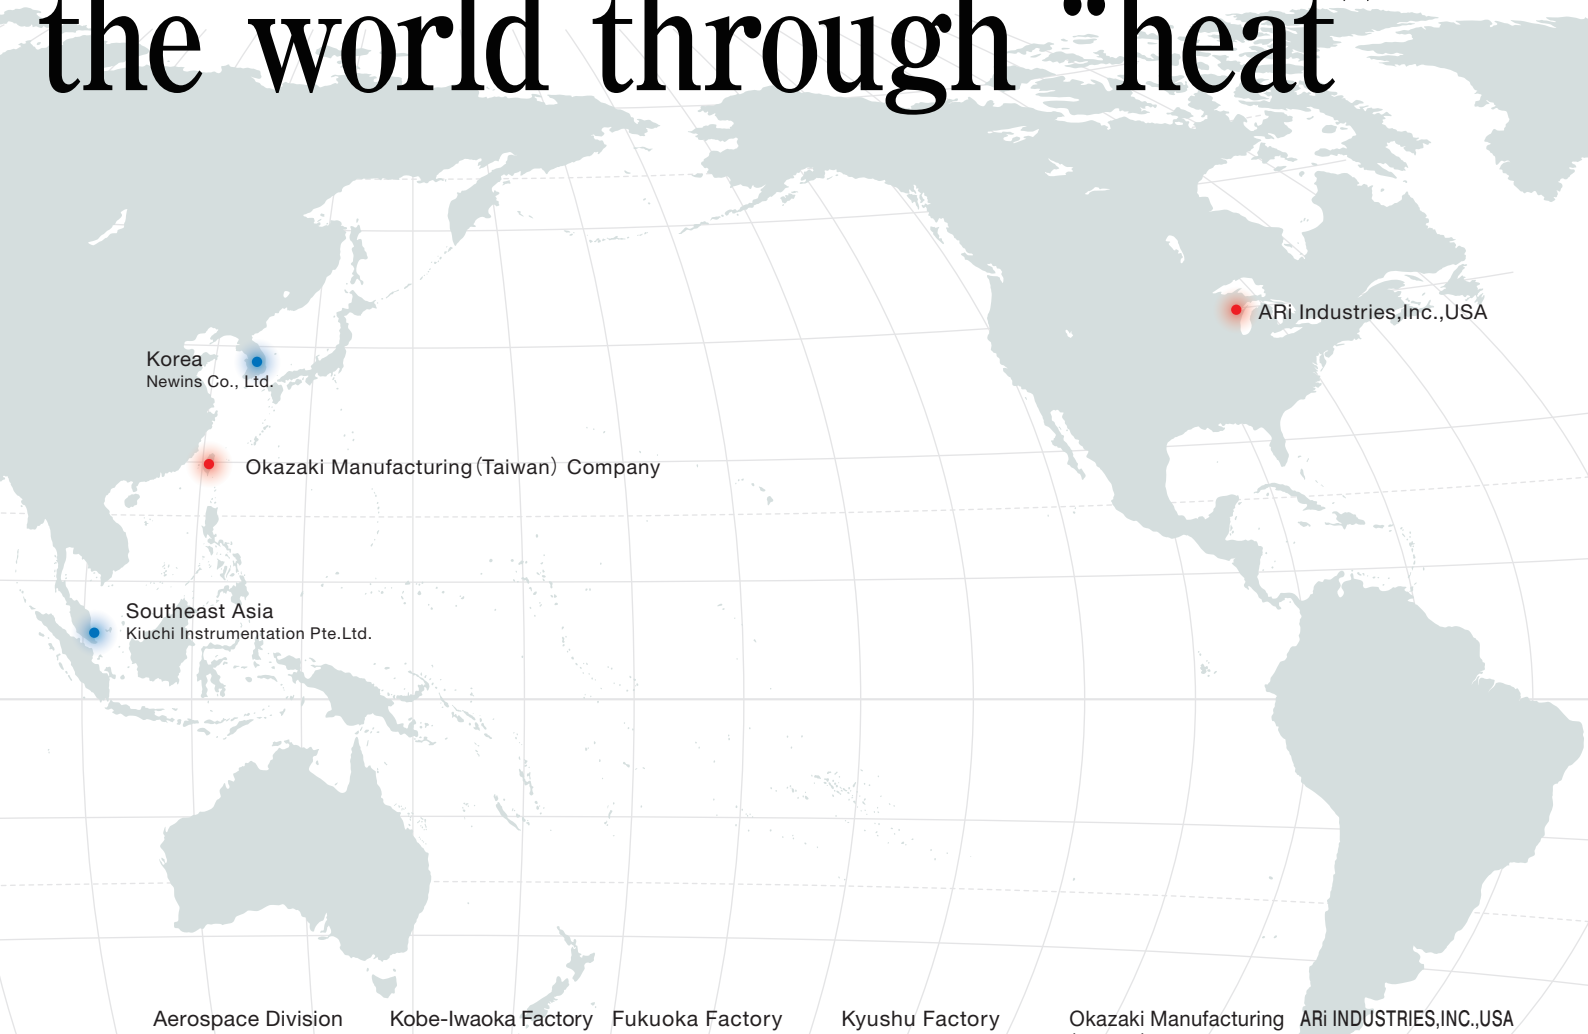 the world through “heat
ARi Industries,Inc.,USA
Korea
Newins Co., Ltd.
Okazaki Manufacturing(Taiwan) Company
Southeast Asia
Kiuchi Instrumentation Pte.Ltd.
Aerospace Division Kobe-Iwaoka Factory Fukuoka Factory Kyushu Factory Okazaki Manufacturing ARi INDUSTRIES,INC.,USA